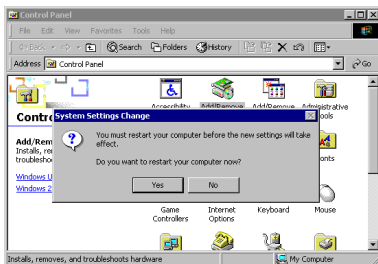 Control Panel
File Edit View Favorites Tools Help
Back Search Folders History
Address Control Panel Go
Accessibility Add/Remove Add/Remove Administrative
Tools
Contro
System Settings Change
You must restart your computer before the new settings will take
effect.
Do you want to restart your computer now?
Yes No
Add/Rem
Installs, re
troublesho
Windows U
Windows 2
onts
Game
Controllers
Internet
Options
Keyboard
Mouse
Installs, removes, and troubleshoots hardware My Computer